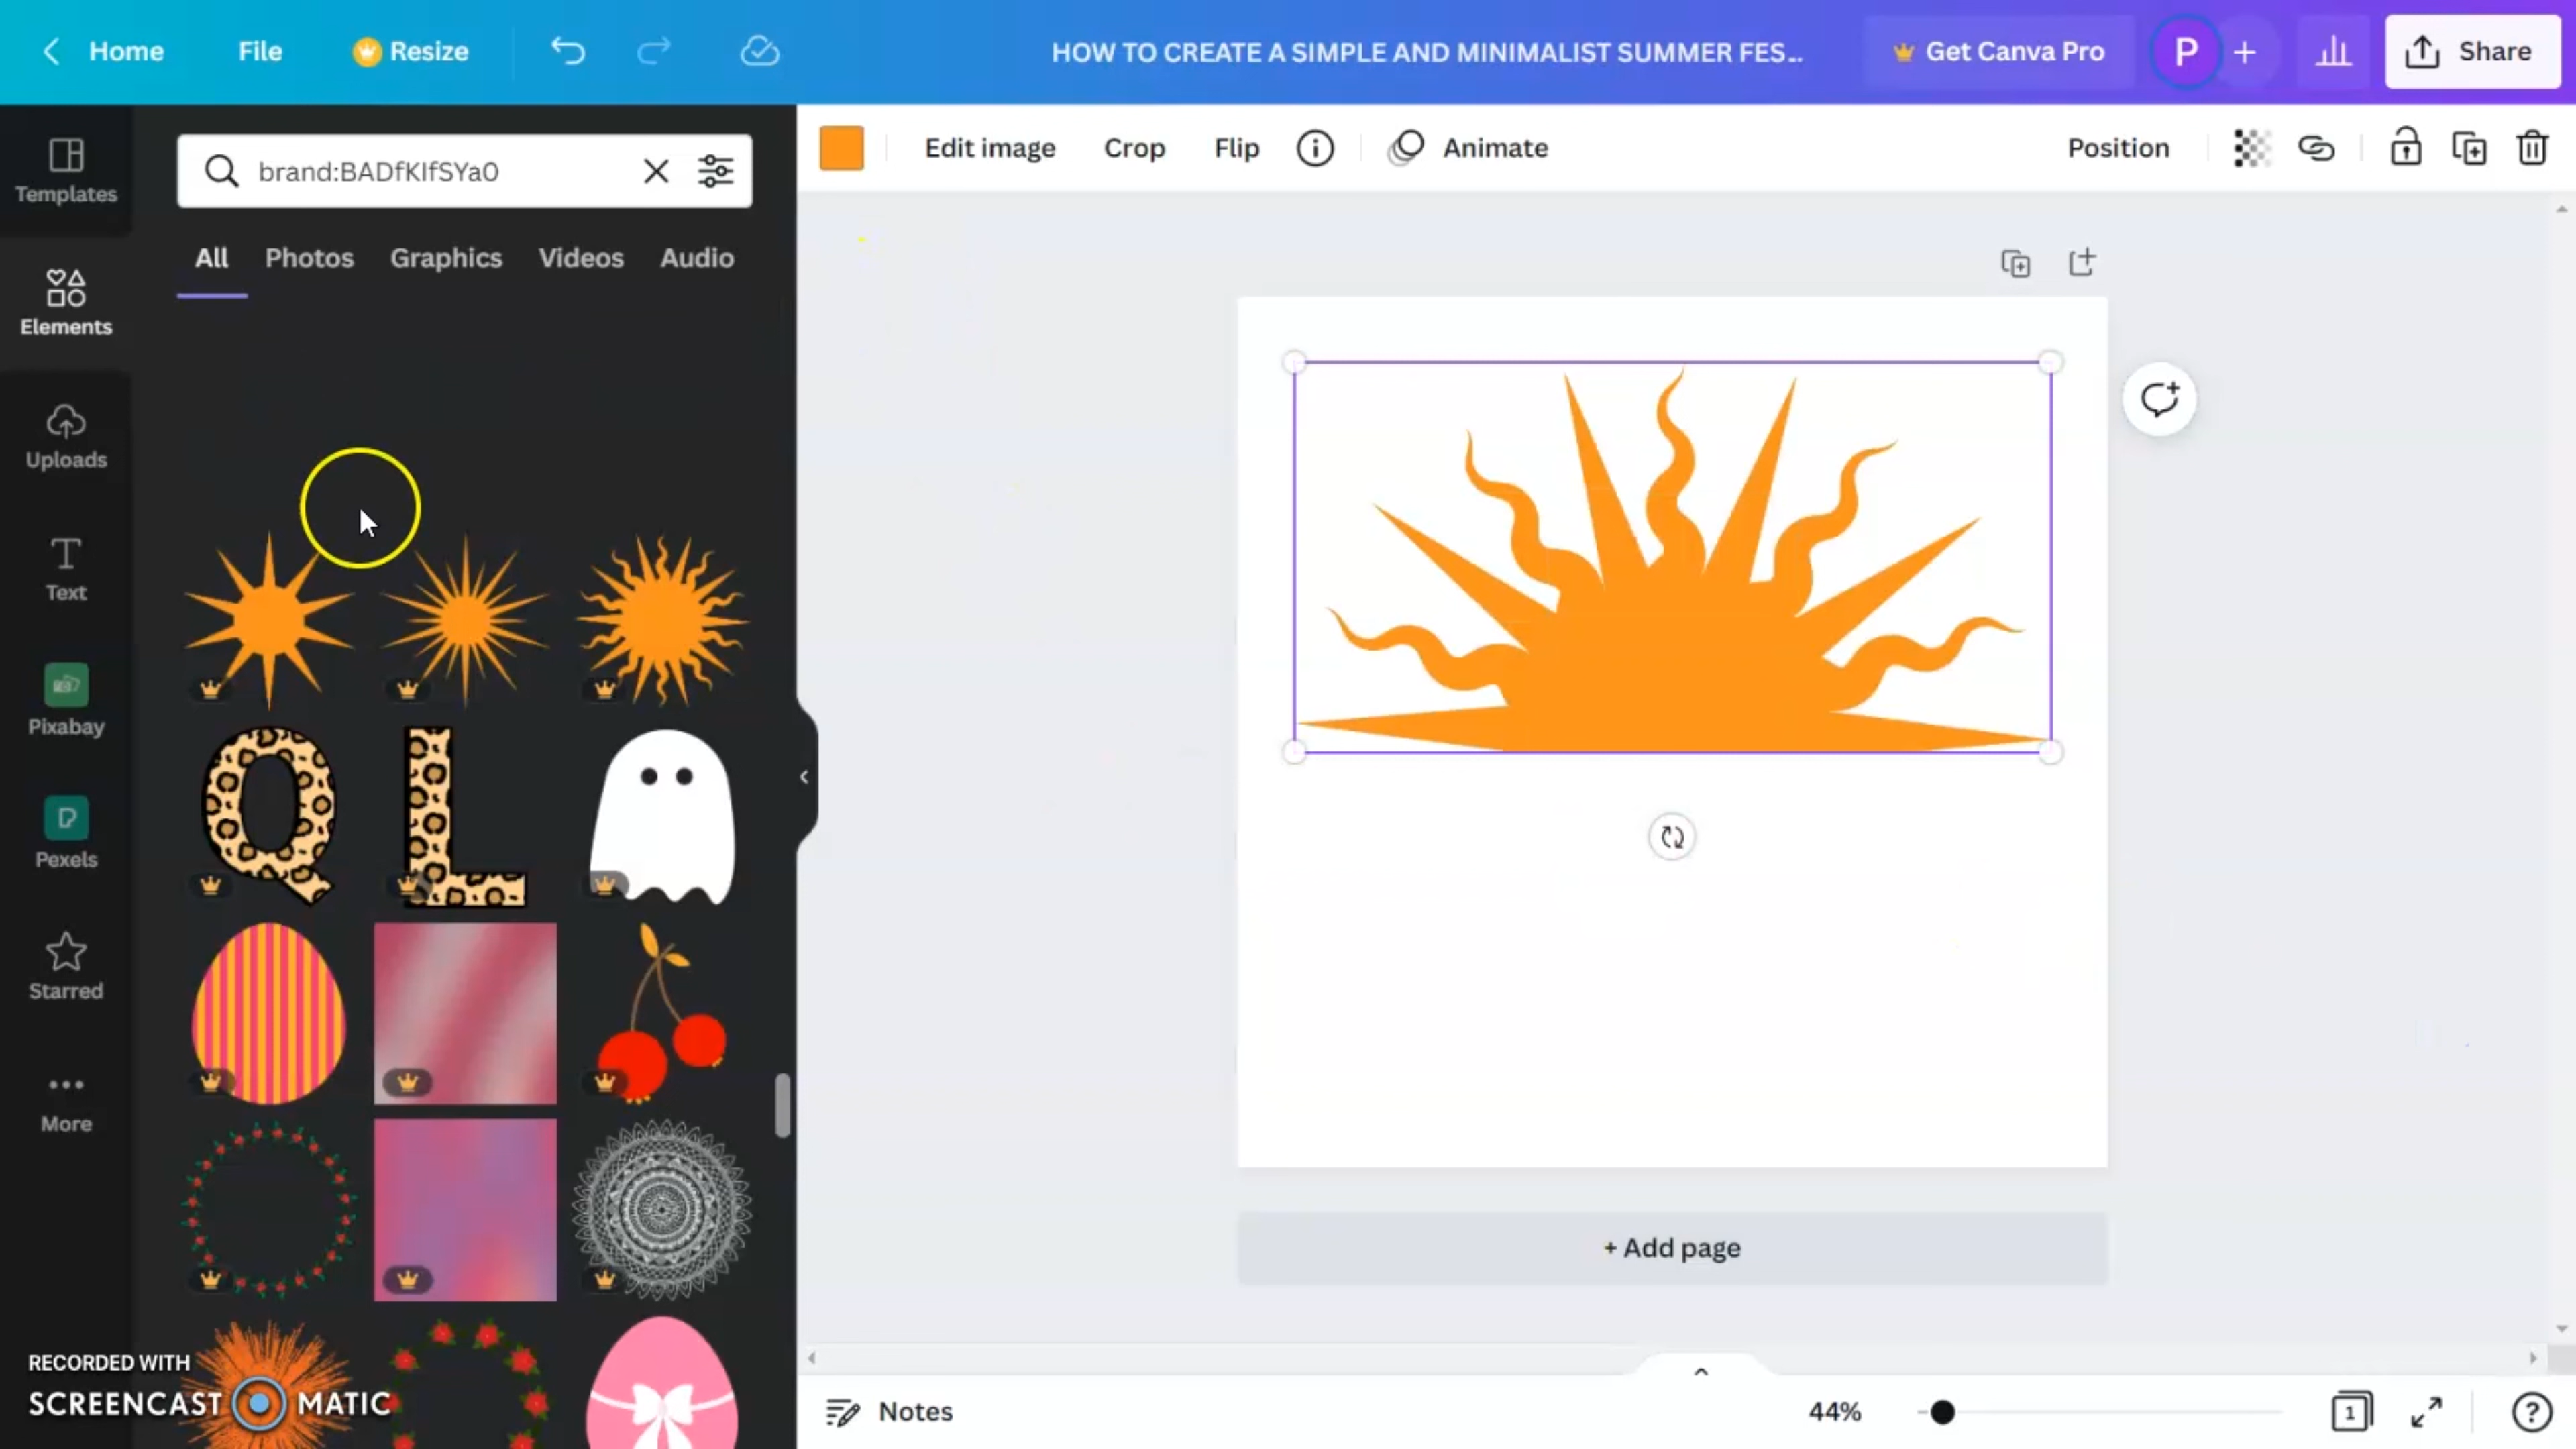 Home File Resize HOW TO CREATE A SIMPLE AND MINIMALIST SUMMER FES... Get Canva Pro P + Share
brand:BADfKIfSYa0
Edit image Crop Flip Animate Position
All Photos Graphics Videos Audio
Templates
Elements
Uploads
Text
Pixabay
Pexels
Starred
More
Q L
+ Add page
RECORDED WITH
SCREENCAST MATIC
Notes 44% 1 ?